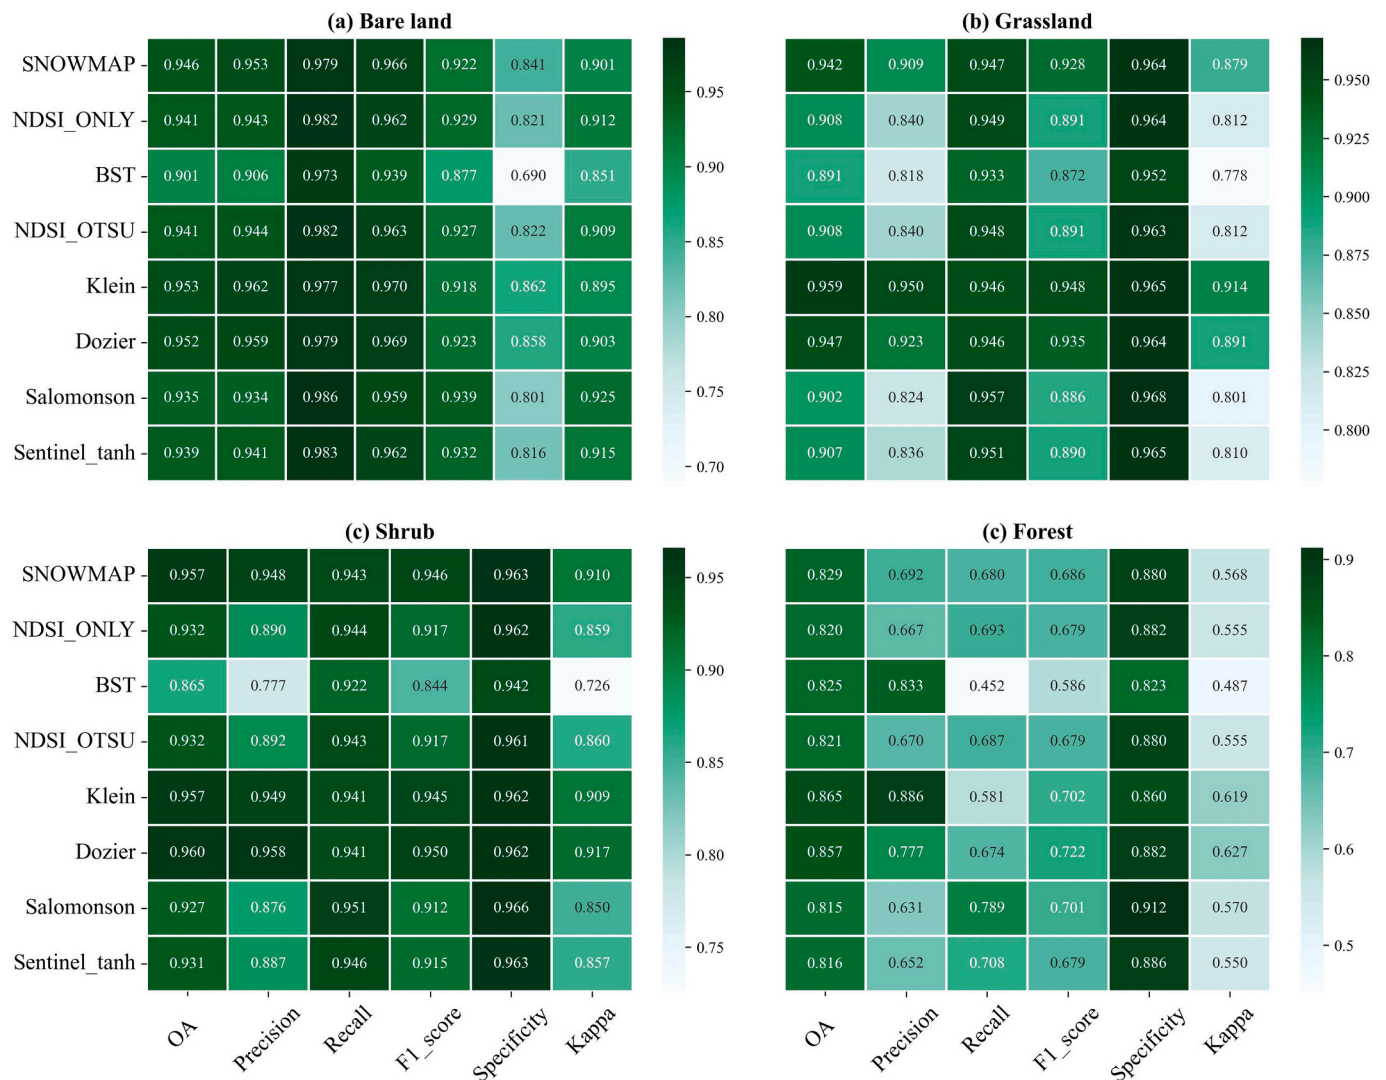 (a) Bare land
SNOWMAP 0.946 0.953 0.979 0.966 0.922 0.841 0.901
NDSI_ONLY 0.941 0.943 0.982 0.962 0.929 0.821 0.912
BST 0.901 0.906 0.973 0.939 0.877 0.690 0.851
NDSI_OTSU 0.941 0.944 0.982 0.963 0.927 0.822 0.909
Klein 0.953 0.962 0.977 0.970 0.918 0.862 0.895
Dozier 0.952 0.959 0.979 0.969 0.923 0.858 0.903
Salomonson 0.935 0.934 0.986 0.959 0.939 0.801 0.925
Sentinel_tanh 0.939 0.941 0.983 0.962 0.932 0.816 0.915
0.95
0.90
0.85
0.80
0.75
0.70
(b) Grassland
0.942 0.909 0.947 0.928 0.964 0.879
0.908 0.840 0.949 0.891 0.964 0.812
0.891 0.818 0.933 0.872 0.952 0.778
0.908 0.840 0.948 0.891 0.963 0.812
0.959 0.950 0.946 0.948 0.965 0.914
0.947 0.923 0.946 0.935 0.964 0.891
0.902 0.824 0.957 0.886 0.968 0.801
0.907 0.836 0.951 0.890 0.965 0.810
0.950
0.925
0.900
0.875
0.850
0.825
0.800
(c) Shrub
SNOWMAP 0.957 0.948 0.943 0.946 0.963 0.910
NDSI_ONLY 0.932 0.890 0.944 0.917 0.962 0.859
BST 0.865 0.777 0.922 0.844 0.942 0.726
NDSI_OTSU 0.932 0.892 0.943 0.917 0.961 0.860
Klein 0.957 0.949 0.941 0.945 0.962 0.909
Dozier 0.960 0.958 0.941 0.950 0.962 0.917
Salomonson 0.927 0.876 0.951 0.912 0.966 0.850
Sentinel_tanh 0.931 0.887 0.946 0.915 0.963 0.857
OA Precision Recall F1_score Specificity Kappa
0.95
0.90
0.85
0.80
0.75
(c) Forest
0.829 0.692 0.680 0.686 0.880 0.568
0.820 0.667 0.693 0.679 0.882 0.555
0.825 0.833 0.452 0.586 0.823 0.487
0.821 0.670 0.687 0.679 0.880 0.555
0.865 0.886 0.581 0.702 0.860 0.619
0.857 0.777 0.674 0.722 0.882 0.627
0.815 0.631 0.789 0.701 0.912 0.570
0.816 0.652 0.708 0.679 0.886 0.550
OA Precision Recall F1_score Specificity Kappa
0.9
0.8
0.7
0.6
0.5